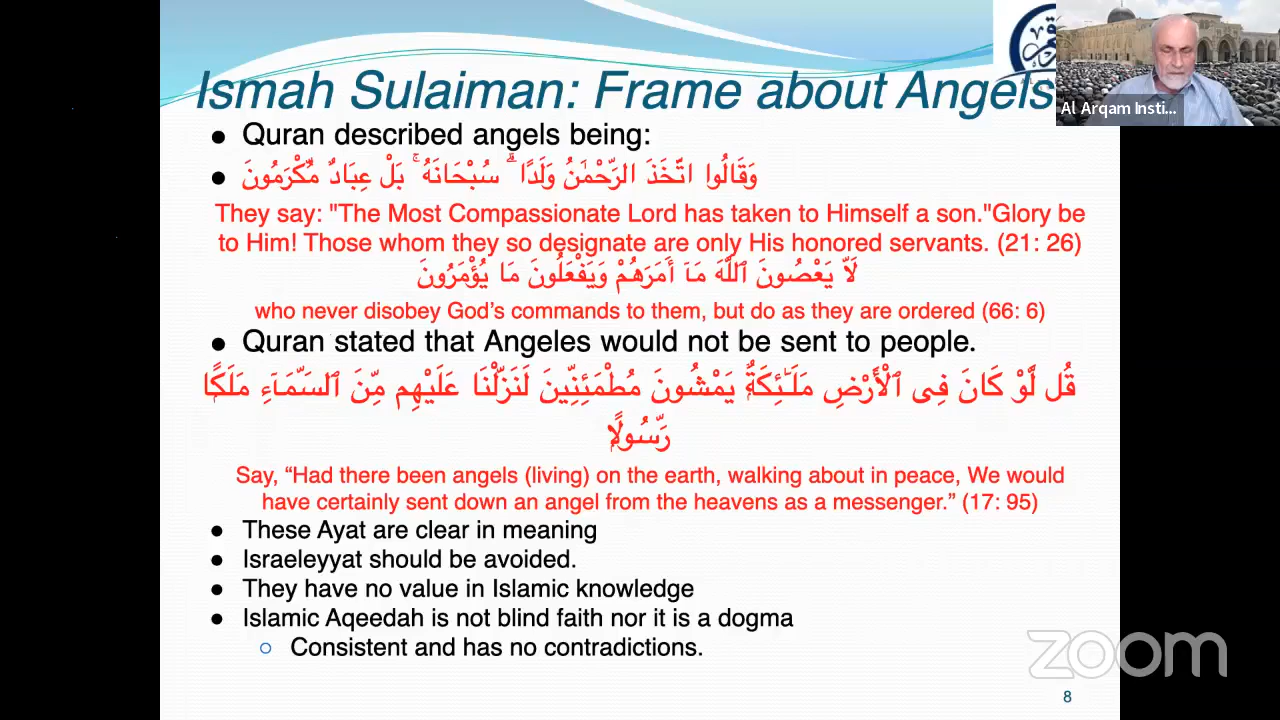 Ismah Sulaiman: Frame about Angels
Al Arqam Insti...
● Quran described angels being:
● وَقَالُوا اتَّخَذَ الرَّحْمَٰنُ وَلَدًا ۗ سُبْحَانَهُ ۚ بَلْ عِبَادٌ مُّكْرَمُونَ
They say: "The Most Compassionate Lord has taken to Himself a son."Glory be
to Him! Those whom they so designate are only His honored servants. (21: 26)
لَّا يَعْصُونَ ٱللَّهَ مَآ أَمَرَهُمْ وَيَفْعَلُونَ مَا يُؤْمَرُونَ
who never disobey God’s commands to them, but do as they are ordered (66: 6)
● Quran stated that Angeles would not be sent to people.
قُل لَّوْ كَانَ فِى ٱلْأَرْضِ مَلَـٰٓئِكَةٌ يَمْشُونَ مُطْمَئِنِّينَ لَنَزَّلْنَا عَلَيْهِم مِّنَ ٱلسَّمَآءِ مَلَكًا
رَّسُولًا
Say, “Had there been angels (living) on the earth, walking about in peace, We would
have certainly sent down an angel from the heavens as a messenger.” (17: 95)
● These Ayat are clear in meaning
● Israeleyyat should be avoided.
● They have no value in Islamic knowledge
● Islamic Aqeedah is not blind faith nor it is a dogma
○ Consistent and has no contradictions.
zoom
8